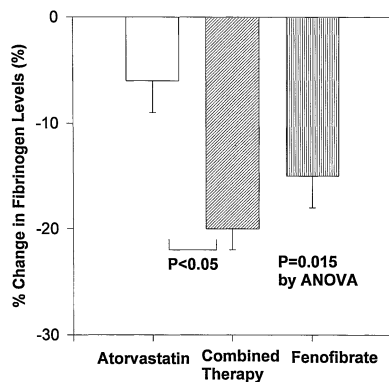 % Change in Fibrinogen Levels (%)
0
-10
-20
-30
P<0.05
P=0.015
by ANOVA
Atorvastatin
Combined
Therapy
Fenofibrate